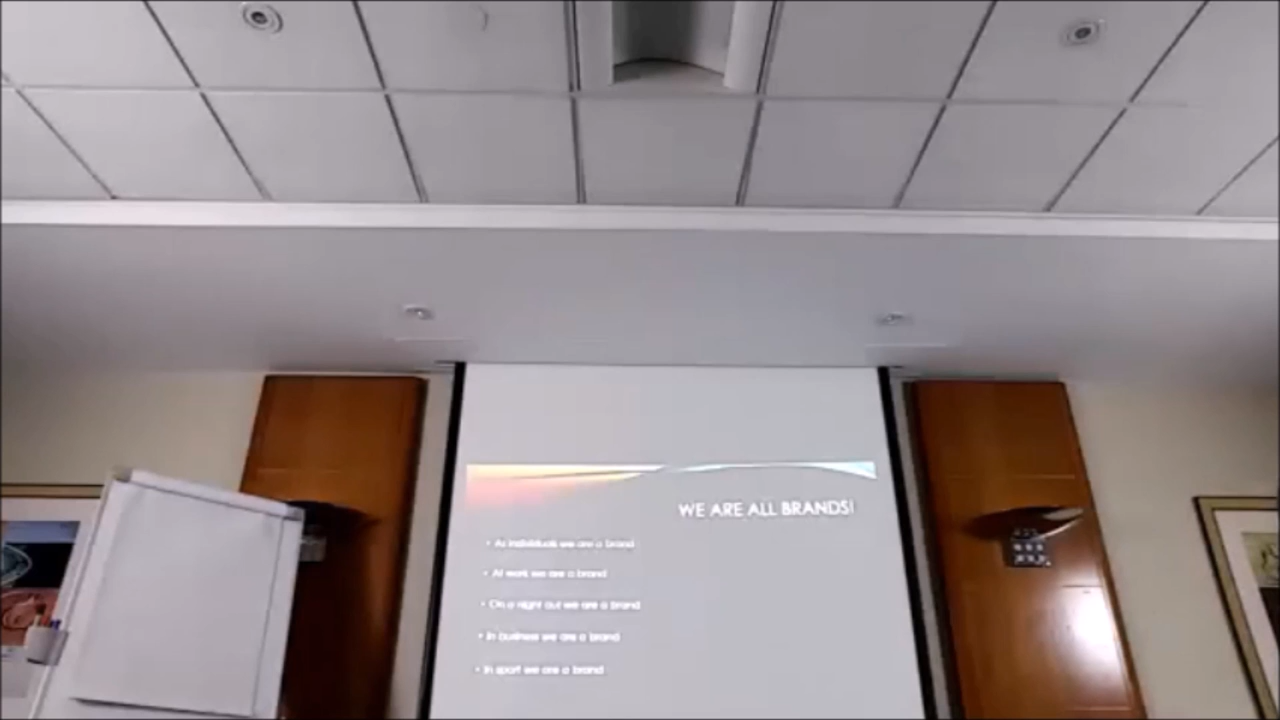 WE ARE ALL BRANDS!
• As individuals we are a brand
• At work we are a brand
• On a night out we are a brand
• In business we are a brand
• In sport we are a brand